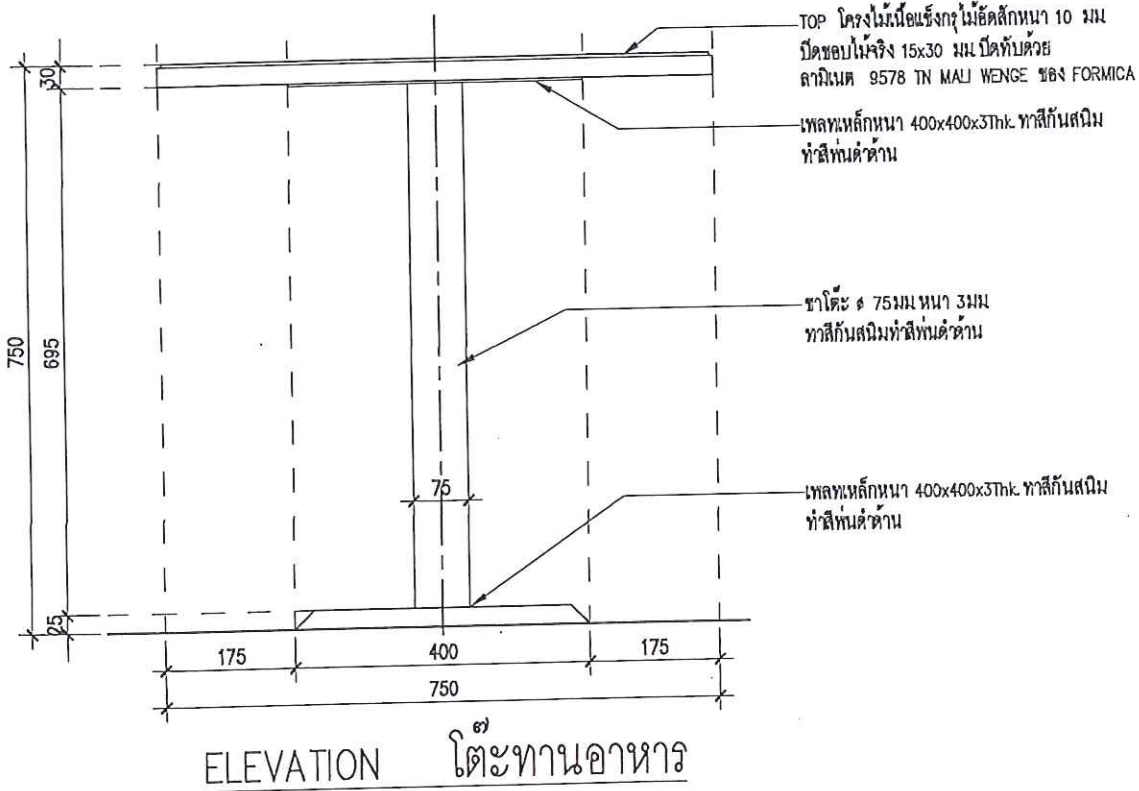 TOP โครงไม้เนื้อแข็งกรุไม้อัดสักหนา 10 มม
ปิดขอบไม้จริง 15x30 มม ปิดทับด้วย
ลามิเนต 9578 TN MALI WENGE ของ FORMICA
เพลทเหล็กหนา 400x400x3Thk. ทาสีกันสนิม
ทำสีพ่นดำด้าน
ขาโต๊ะ ø 75มม หนา 3มม
ทาสีกันสนิมทำสีพ่นดำด้าน
เพลทเหล็กหนา 400x400x3Thk. ทาสีกันสนิม
ทำสีพ่นดำด้าน
30
750
695
75
25
175 400 175
750
ELEVATION โต๊ะทานอาหาร